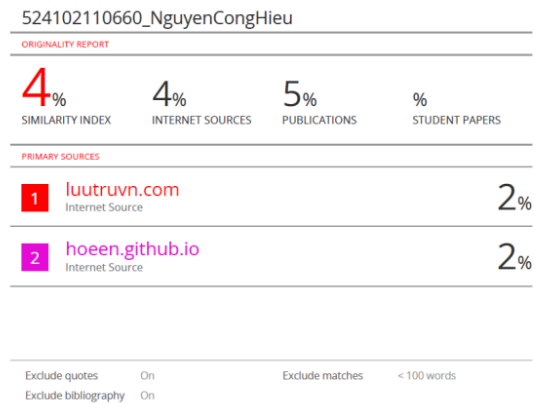 524102110660_NguyenCongHieu
ORIGINALITY REPORT
4% 4% 5% %
SIMILARITY INDEX INTERNET SOURCES PUBLICATIONS STUDENT PAPERS
PRIMARY SOURCES
1 luutruvn.com 2%
Internet Source
2 hoeen.github.io 2%
Internet Source
Exclude quotes On Exclude matches < 100 words
Exclude bibliography On